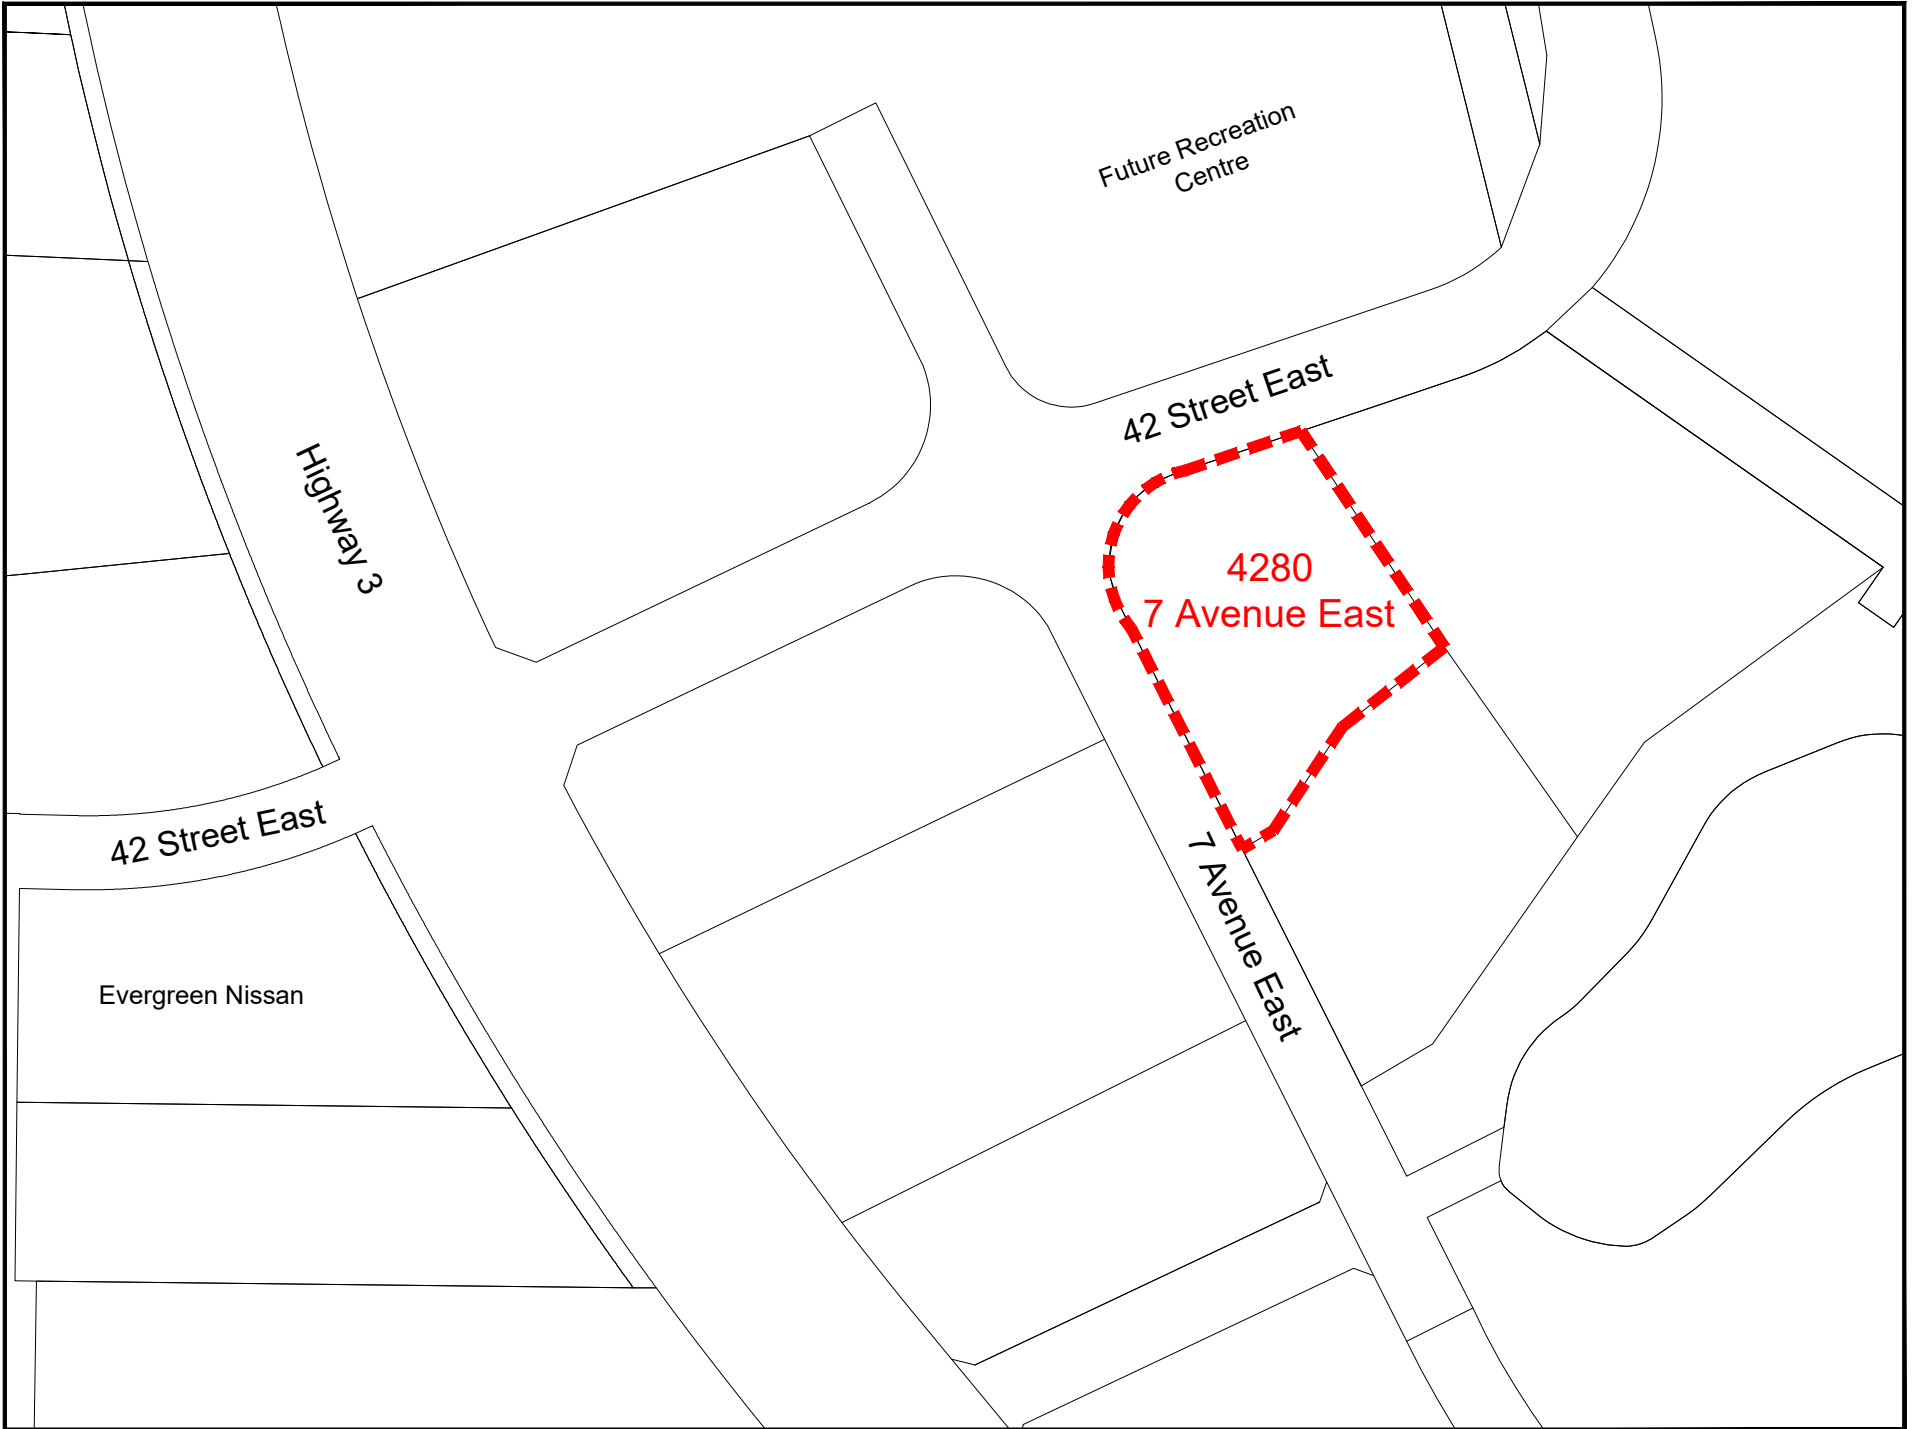 Future Recreation
Centre
42 Street East
Highway 3
4280
7 Avenue East
42 Street East
7 Avenue East
Evergreen Nissan